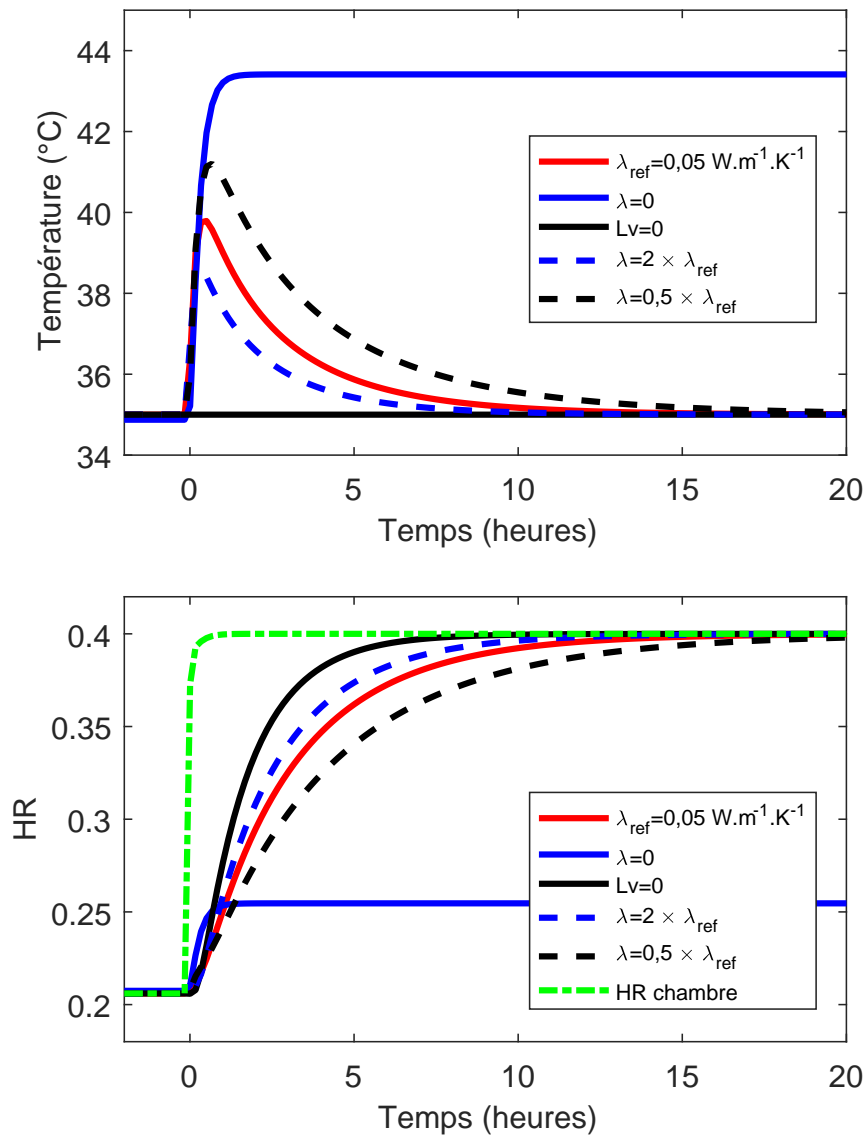 44
42
40
38
36
34
Température (°C)
λref=0,05 W.m-1.K-1
λ=0
Lv=0
λ=2 × λref
λ=0,5 × λref
0 5 10 15 20
Temps (heures)
0.4
0.35
0.3
0.25
0.2
HR
λref=0,05 W.m-1.K-1
λ=0
Lv=0
λ=2 × λref
λ=0,5 × λref
HR chambre
0 5 10 15 20
Temps (heures)